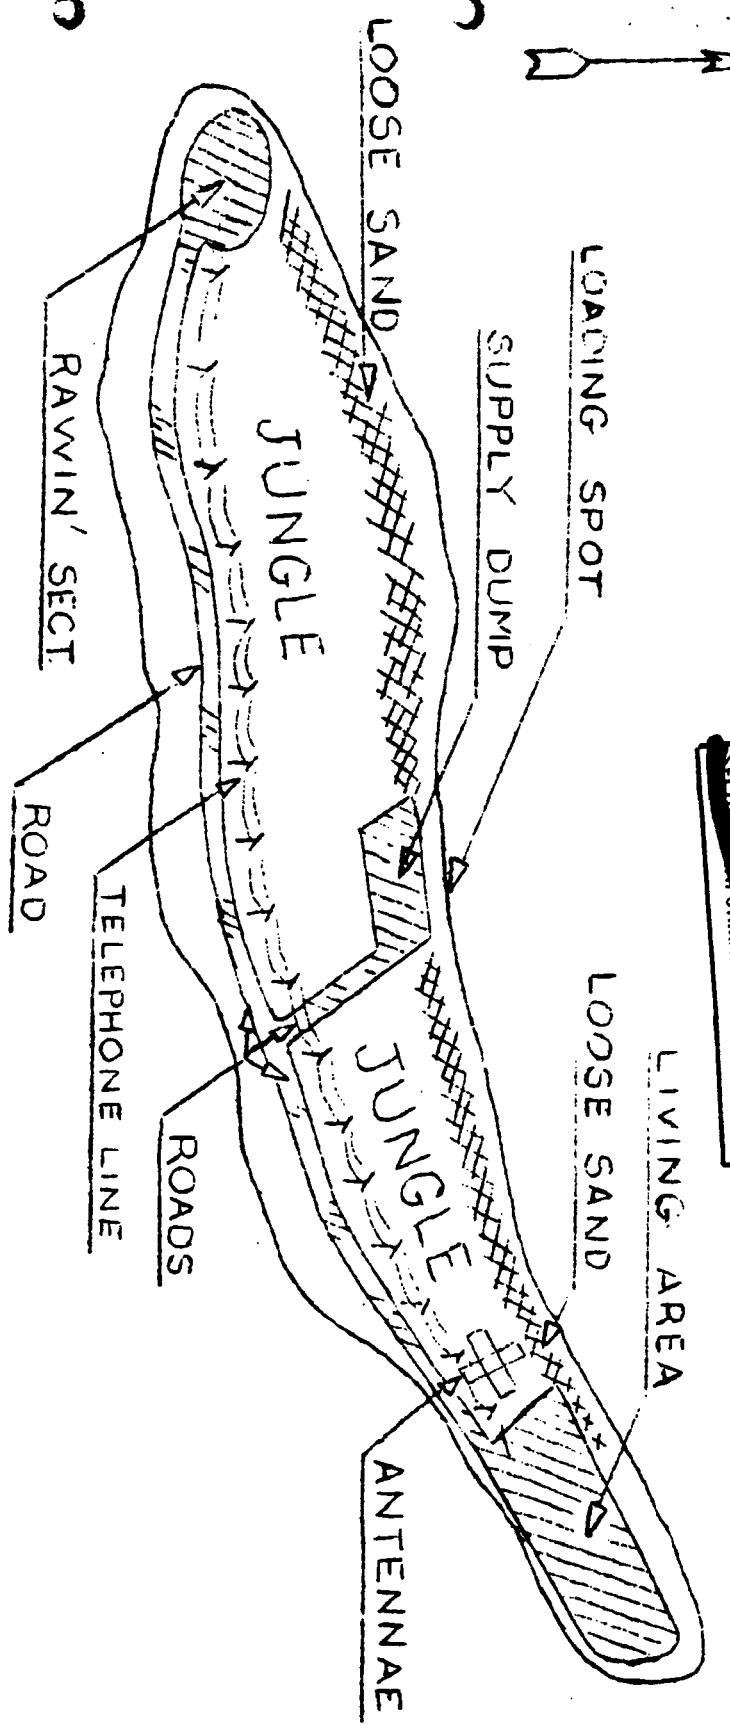 LOADING SPOT
LOOSE SAND
SUPPLY DUMP
LIVING AREA
LOOSE SAND
JUNGLE
JUNGLE
RAWIN' SECT.
ROAD
TELEPHONE LINE
ROADS
ANTENNAE